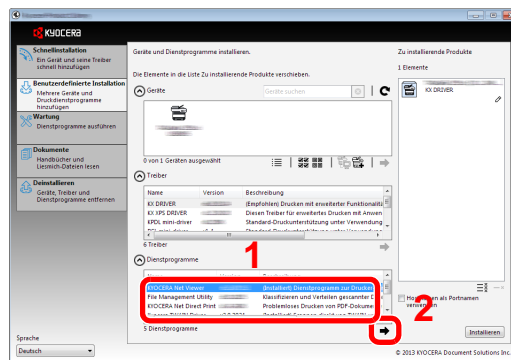 KYOCERA
Schnellinstallation
Ein Gerät und seine Treiber
schnell hinzufügen
Benutzerdefinierte Installation
Mehrere Geräte und
Druckdienstprogramme
hinzufügen
Wartung
Dienstprogramme ausführen
Dokumente
Handbücher und
Liesmich-Dateien lesen
Deinstallieren
Geräte, Treiber und
Dienstprogramme entfernen
Sprache
Deutsch
Geräte und Dienstprogramme installieren.
Die Elemente in die Liste Zu installierende Produkte verschieben.
Geräte
Geräte suchen
0 von 1 Geräten ausgewählt
Treiber
Name Version Beschreibung
KX DRIVER (Empfohlen) Drucken mit erweiterter Funktionalitä
KX XPS DRIVER Diesen Treiber für erweitertes Drucken mit Anwen
KPDL mini-driver Standard-Druckunterstützung unter Verwendung
6 Treiber
1
Dienstprogramme
KYOCERA Net Viewer (Installiert) Dienstprogramm zur Drucker
File Management Utility Klassifizieren und Verteilen gescannter D
KYOCERA Net Direct Print Problemloses Drucken von PDF-Dokume
5 Dienstprogramme
2
Zu installierende Produkte
1 Elemente
KX DRIVER
als Portnamen
verwenden
Installieren
© 2013 KYOCERA Document Solutions Inc.